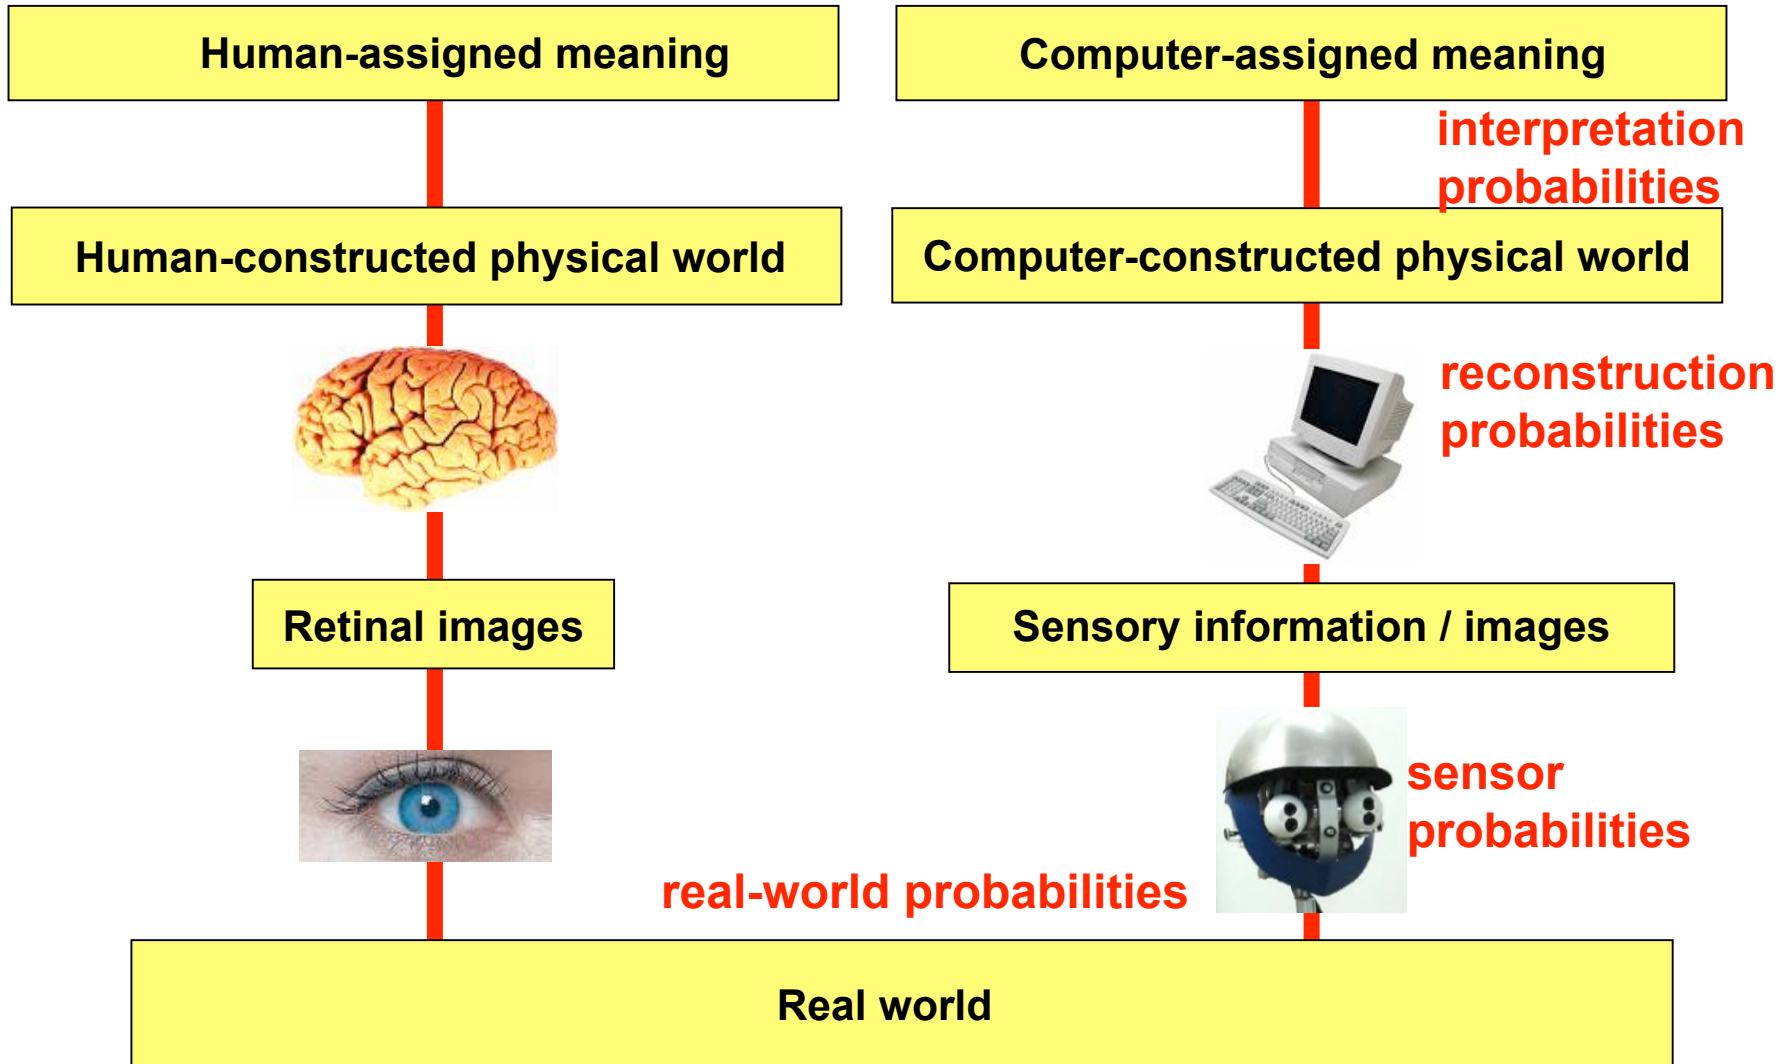 Human-assigned meaning
Computer-assigned meaning
interpretation
probabilities
Human-constructed physical world
Computer-constructed physical world
reconstruction
probabilities
Retinal images
Sensory information / images
sensor
probabilities
real-world probabilities
Real world